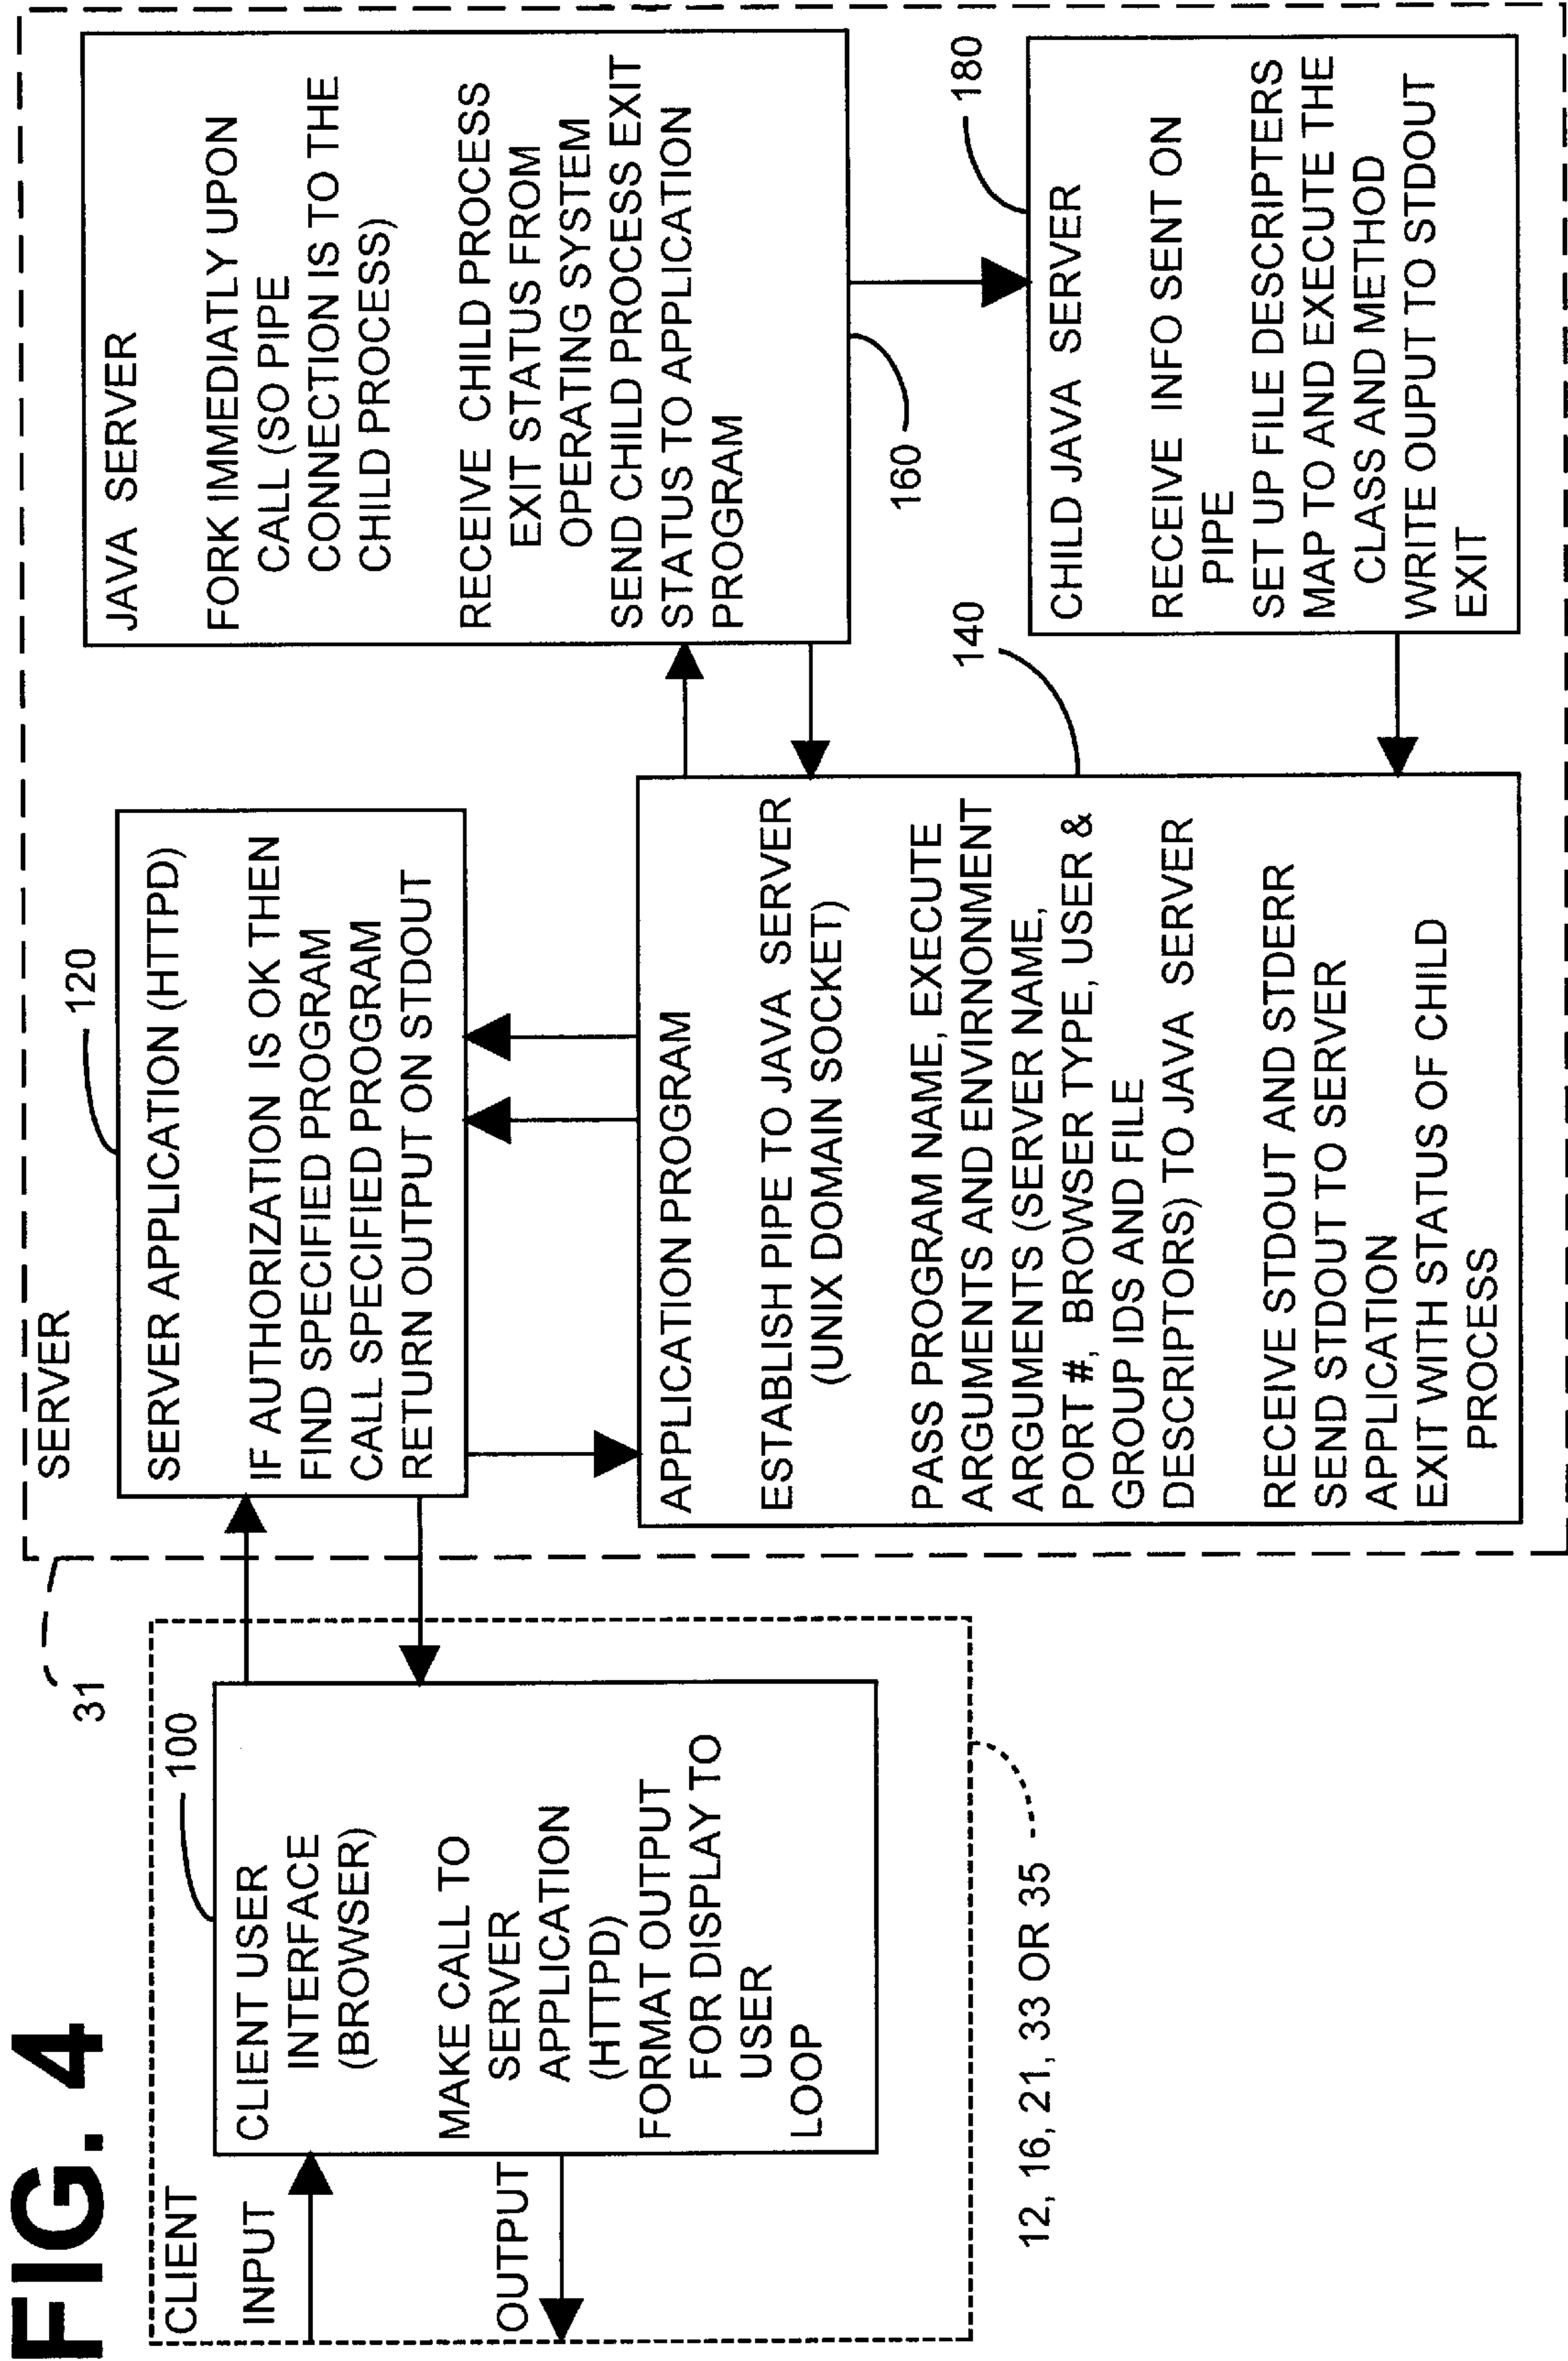 FIG. 4
CLIENT
INPUT
OUTPUT
100
CLIENT USER
INTERFACE
(BROWSER)
MAKE CALL TO
SERVER
APPLICATION
(HTTPD)
FORMAT OUTPUT
FOR DISPLAY TO
USER
LOOP
12, 16, 21, 33 OR 35
31
SERVER
120
SERVER APPLICATION (HTTPD)
IF AUTHORIZATION IS OK THEN
FIND SPECIFIED PROGRAM
CALL SPECIFIED PROGRAM
RETURN OUTPUT ON STDOUT
APPLICATION PROGRAM
ESTABLISH PIPE TO JAVA SERVER
(UNIX DOMAIN SOCKET)
PASS PROGRAM NAME, EXECUTE
ARGUMENTS AND ENVIRNONMENT
ARGUMENTS (SERVER NAME,
PORT #, BROWSER TYPE, USER &
GROUP IDS AND FILE
DESCRIPTORS) TO JAVA SERVER
RECEIVE STDOUT AND STDERR
SEND STDOUT TO SERVER
APPLICATION
EXIT WITH STATUS OF CHILD
PROCESS
140
JAVA SERVER
FORK IMMEDIATLY UPON
CALL (SO PIPE
CONNECTION IS TO THE
CHILD PROCESS)
RECEIVE CHILD PROCESS
EXIT STATUS FROM
OPERATING SYSTEM
SEND CHILD PROCESS EXIT
STATUS TO APPLICATION
PROGRAM
160
180
CHILD JAVA SERVER
RECEIVE INFO SENT ON
PIPE
SET UP FILE DESCRIPTERS
MAP TO AND EXECUTE THE
CLASS AND METHOD
WRITE OUPUT TO STDOUT
EXIT